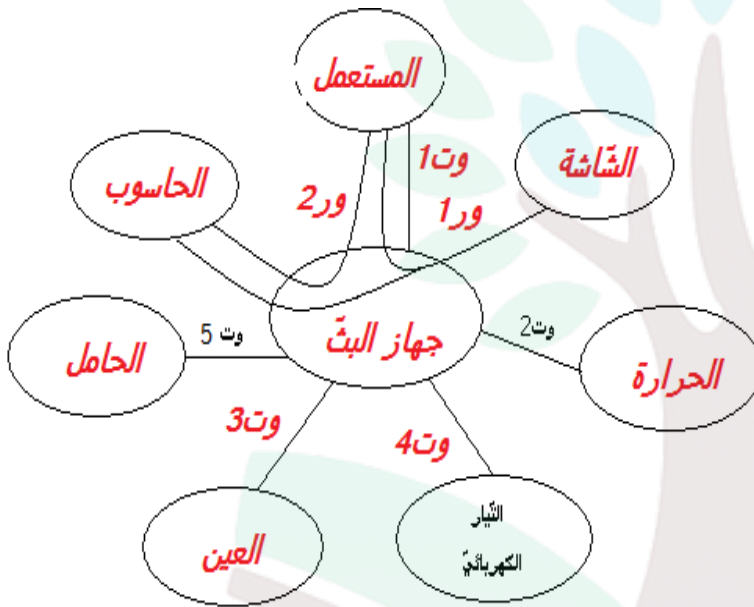 المستعمل
الشّاشة
الحاسوب
وت1
ور1
ور2
جهاز البثّ
وت2
الحرارة
وت 5
الحامل
وت3
وت4
العين
التّيار
الكهربائيّ